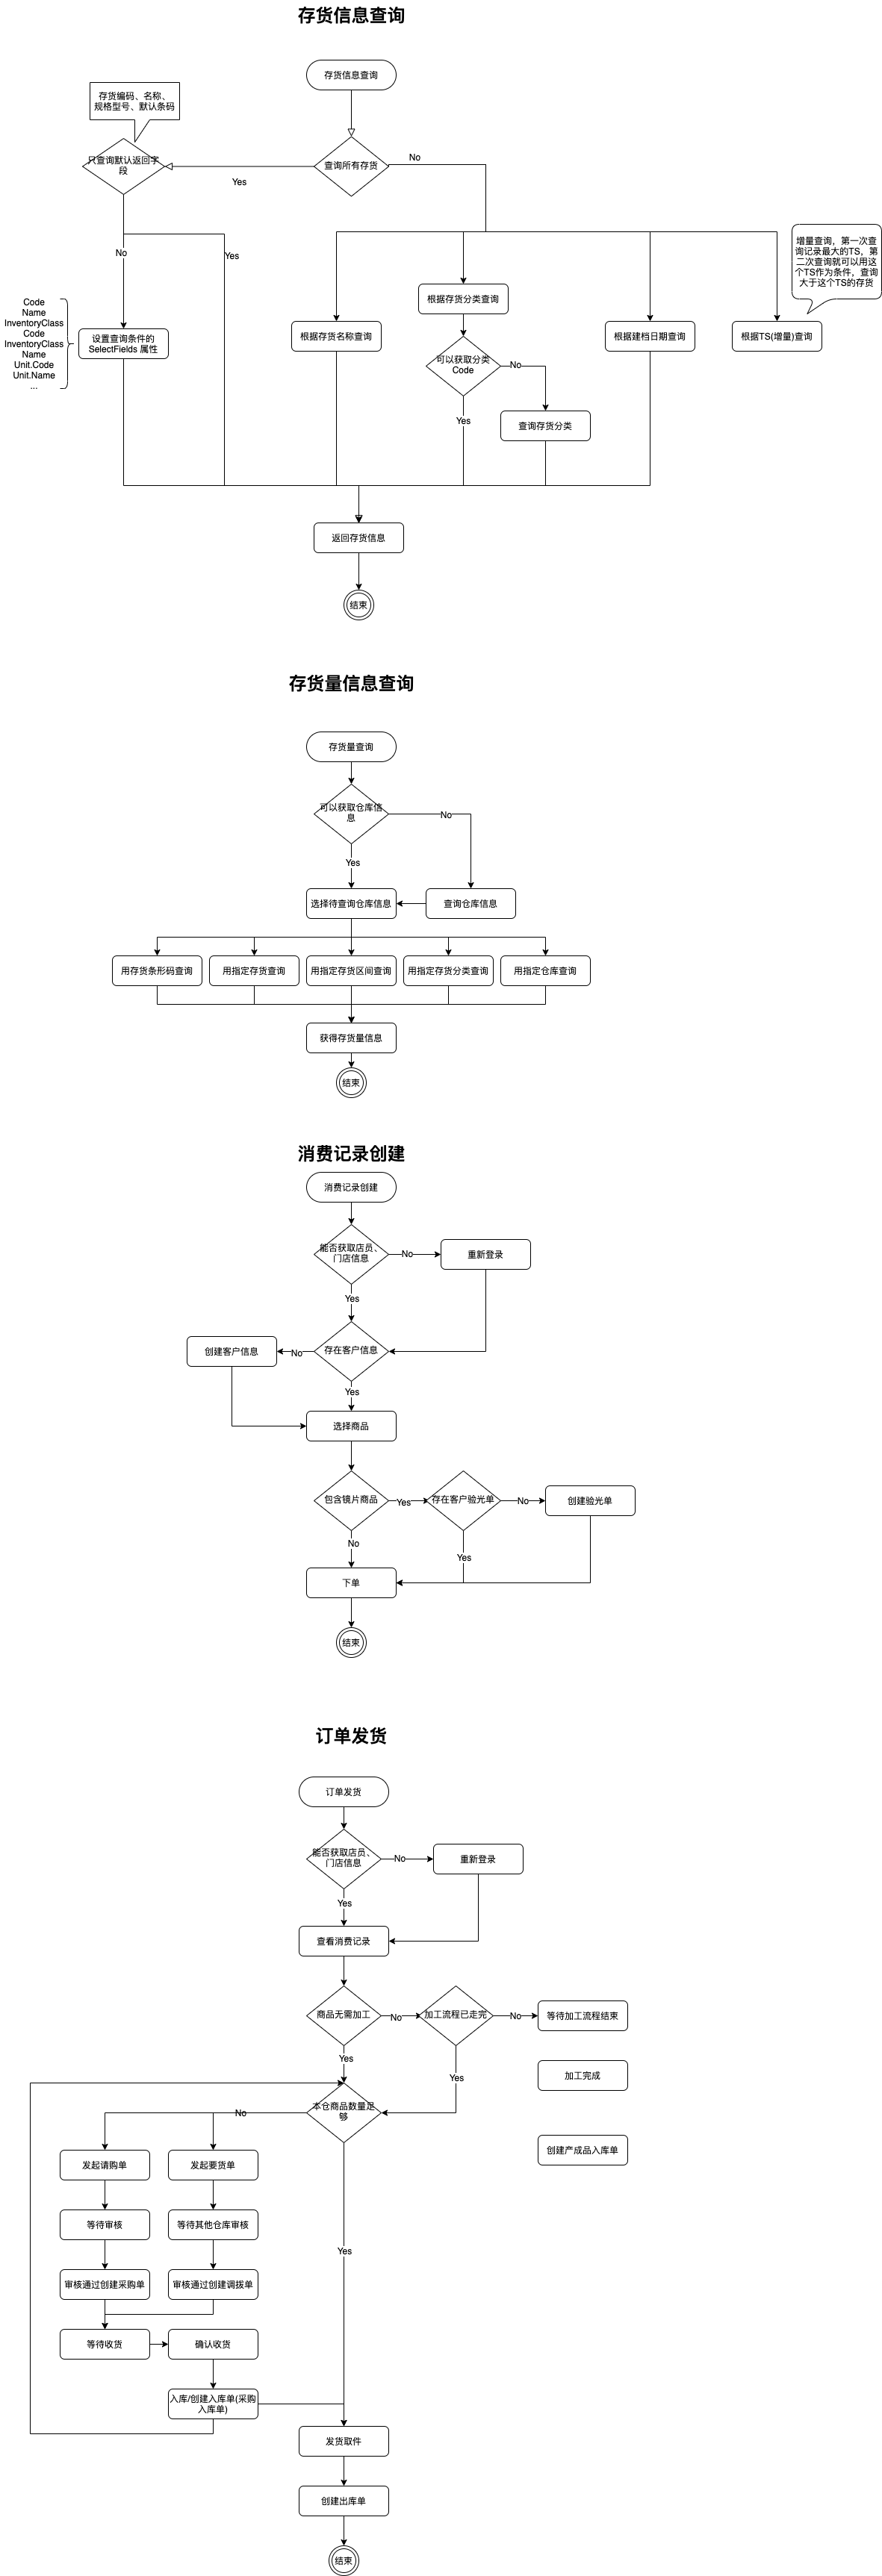 存货信息查询
存货信息查询
存货编码、名称、
规格型号、默认条码
只查询默认返回字
段
查询所有存货
No
Yes
No
Yes
增量查询，第一次查
询记录最大的TS，第
二次查询就可以用这
个TS作为条件，查询
大于这个TS的存货
根据存货分类查询
Code
Name
InventoryClass
Code
InventoryClass
Name
Unit.Code
Unit.Name
...
设置查询条件的
SelectFields 属性
根据存货名称查询
根据建档日期查询
根据TS(增量)查询
可以获取分类
Code
No
Yes
查询存货分类
返回存货信息
结束
存货量信息查询
存货量查询
可以获取仓库信
息
No
Yes
选择待查询仓库信息
查询仓库信息
用存货条形码查询
用指定存货查询
用指定存货区间查询
用指定存货分类查询
用指定仓库查询
获得存货量信息
结束
消费记录创建
消费记录创建
能否获取店员、
门店信息
No
重新登录
Yes
创建客户信息
No
存在客户信息
Yes
选择商品
包含镜片商品
Yes
存在客户验光单
No
创建验光单
No
Yes
下单
结束
订单发货
订单发货
能否获取店员、
门店信息
No
重新登录
Yes
查看消费记录
商品无需加工
No
加工流程已走完
No
等待加工流程结束
Yes
Yes
加工完成
本仓商品数量足
够
No
创建产成品入库单
发起请购单
发起要货单
等待审核
等待其他仓库审核
Yes
审核通过创建采购单
审核通过创建调拨单
等待收货
确认收货
入库/创建入库单(采购
入库单)
发货取件
创建出库单
结束